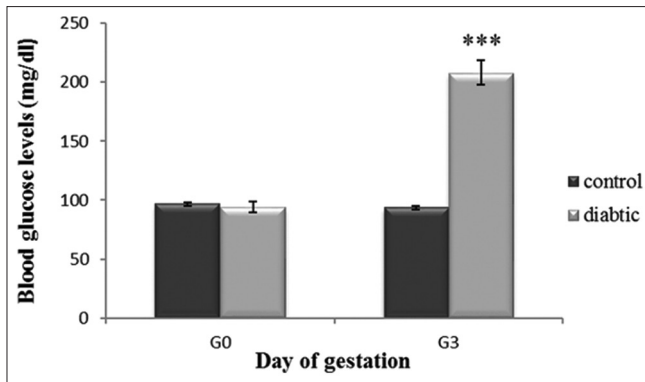 Blood glucose levels (mg/dl)
250
200
150
100
50
0
***
G0
G3
Day of gestation
control
diabtic